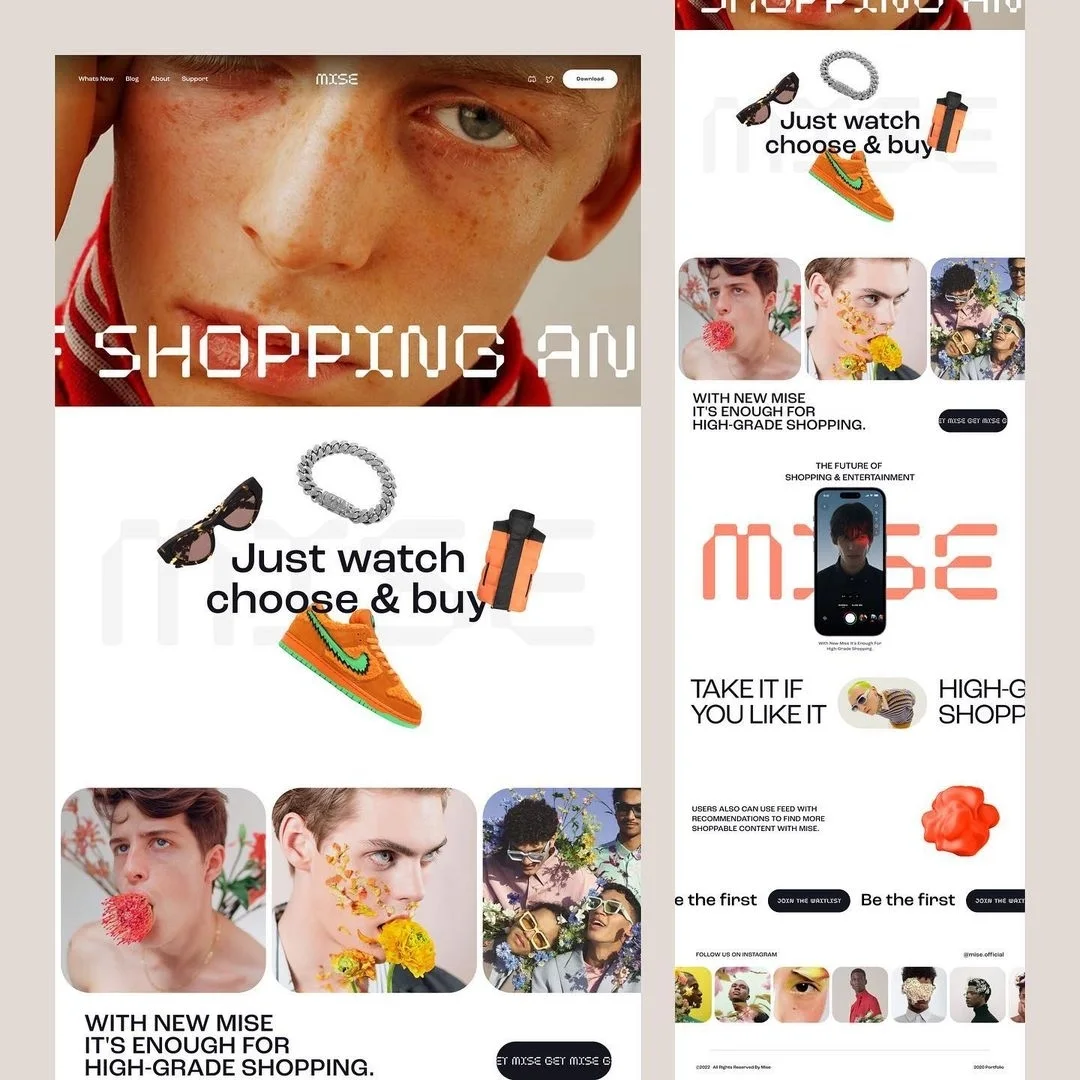 Whats New Blog About Support
MISE
Download
F SHOPPING AN
MISE
Just watch
choose & buy
WITH NEW MISE
IT'S ENOUGH FOR
HIGH-GRADE SHOPPING.
ET MISE GET MISE G
SHOPPING AN
MISE
Just watch
choose & buy
WITH NEW MISE
IT'S ENOUGH FOR
HIGH-GRADE SHOPPING.
ET MISE GET MISE G
THE FUTURE OF
SHOPPING & ENTERTAINMENT
MISE
With New Mise It's Enough For
High-Grade Shopping.
TAKE IT IF
YOU LIKE IT
HIGH-G
SHOPP
USERS ALSO CAN USE FEED WITH
RECOMMENDATIONS TO FIND MORE
SHOPPABLE CONTENT WITH MISE.
e the first JOIN THE WAITLIST Be the first JOIN THE WAIT
FOLLOW US ON INSTAGRAM
@mise.official
©2022 All Rights Reserved By Mise
2020 Portfolio